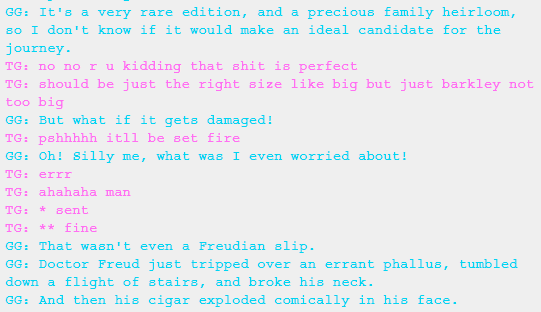 GG: It's a very rare edition, and a precious family heirloom,
so I don't know if it would make an ideal candidate for the
journey.
TG: no no r u kidding that shit is perfect
TG: should be just the right size like big but just barkley not
too big
GG: But what if it gets damaged!
TG: pshhhhh itll be set fire
GG: Oh! Silly me, what was I even worried about!
TG: errr
TG: ahahaha man
TG: * sent
TG: ** fine
GG: That wasn't even a Freudian slip.
GG: Doctor Freud just tripped over an errant phallus, tumbled
down a flight of stairs, and broke his neck.
GG: And then his cigar exploded comically in his face.